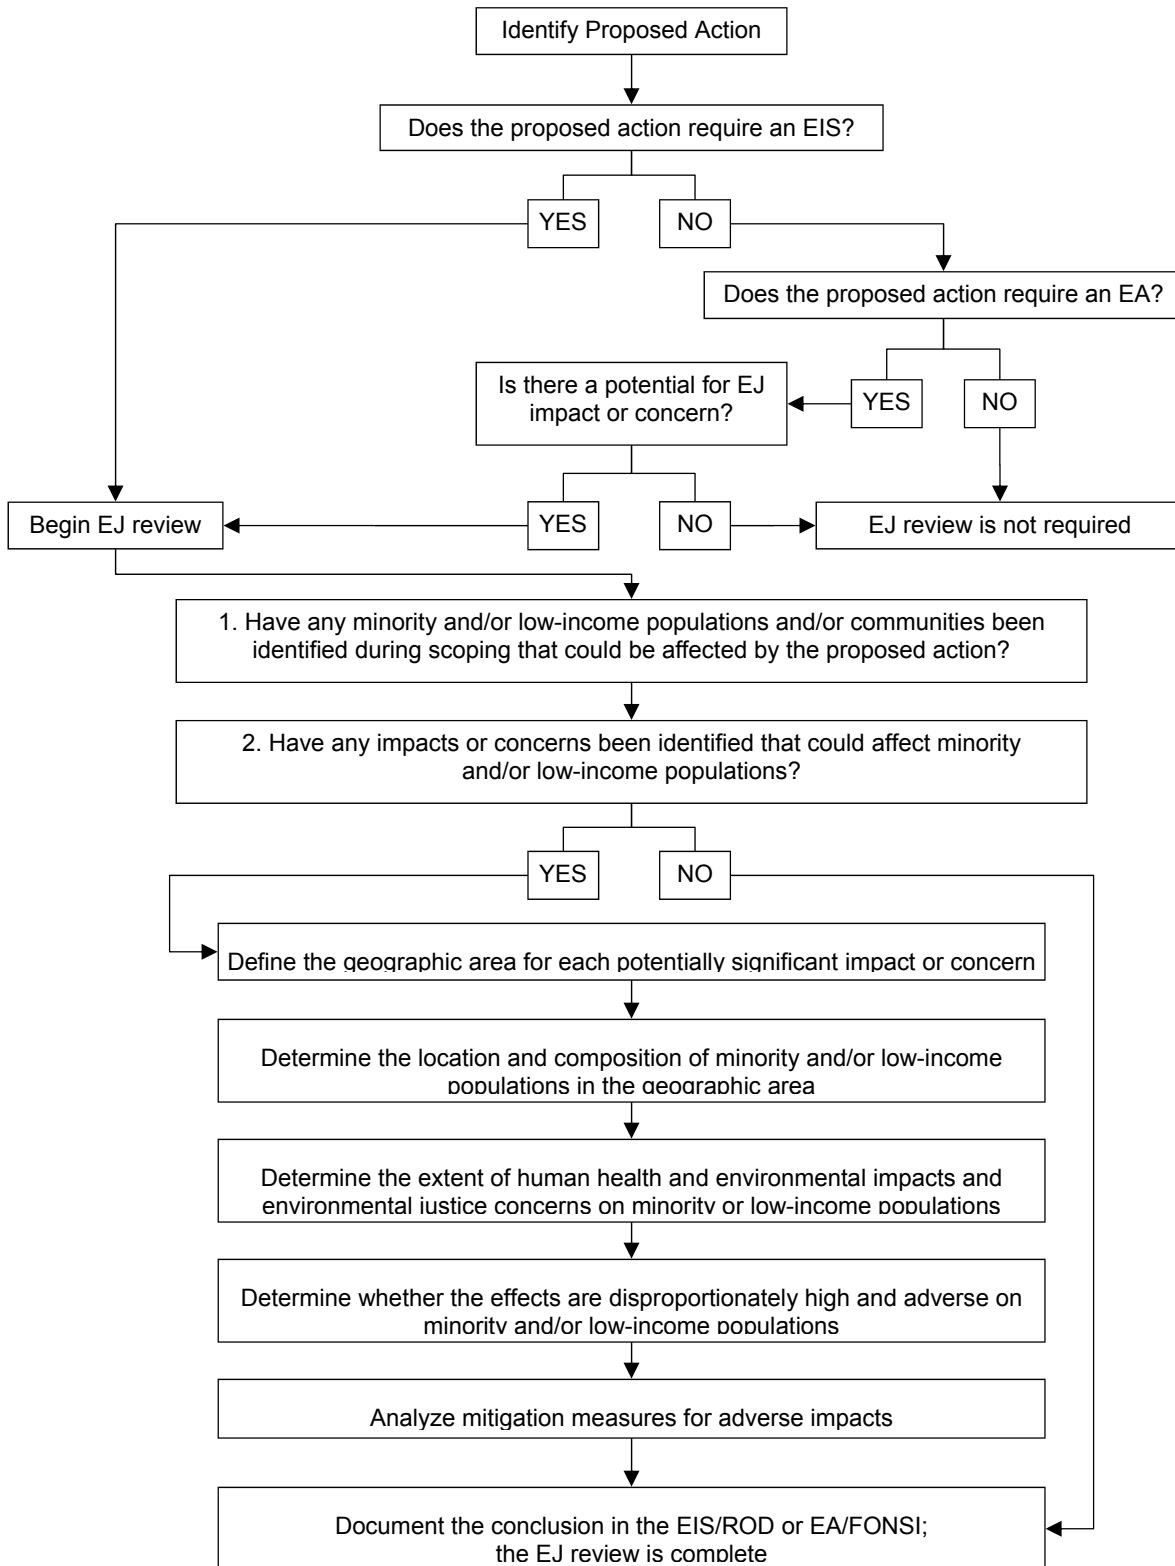 Identify Proposed Action
Does the proposed action require an EIS?
YES
NO
Does the proposed action require an EA?
Is there a potential for EJ
impact or concern?
YES
NO
Begin EJ review
YES
NO
EJ review is not required
1. Have any minority and/or low-income populations and/or communities been
identified during scoping that could be affected by the proposed action?
2. Have any impacts or concerns been identified that could affect minority
and/or low-income populations?
YES
NO
Define the geographic area for each potentially significant impact or concern
Determine the location and composition of minority and/or low-income
populations in the geographic area
Determine the extent of human health and environmental impacts and
environmental justice concerns on minority or low-income populations
Determine whether the effects are disproportionately high and adverse on
minority and/or low-income populations
Analyze mitigation measures for adverse impacts
Document the conclusion in the EIS/ROD or EA/FONSI;
the EJ review is complete